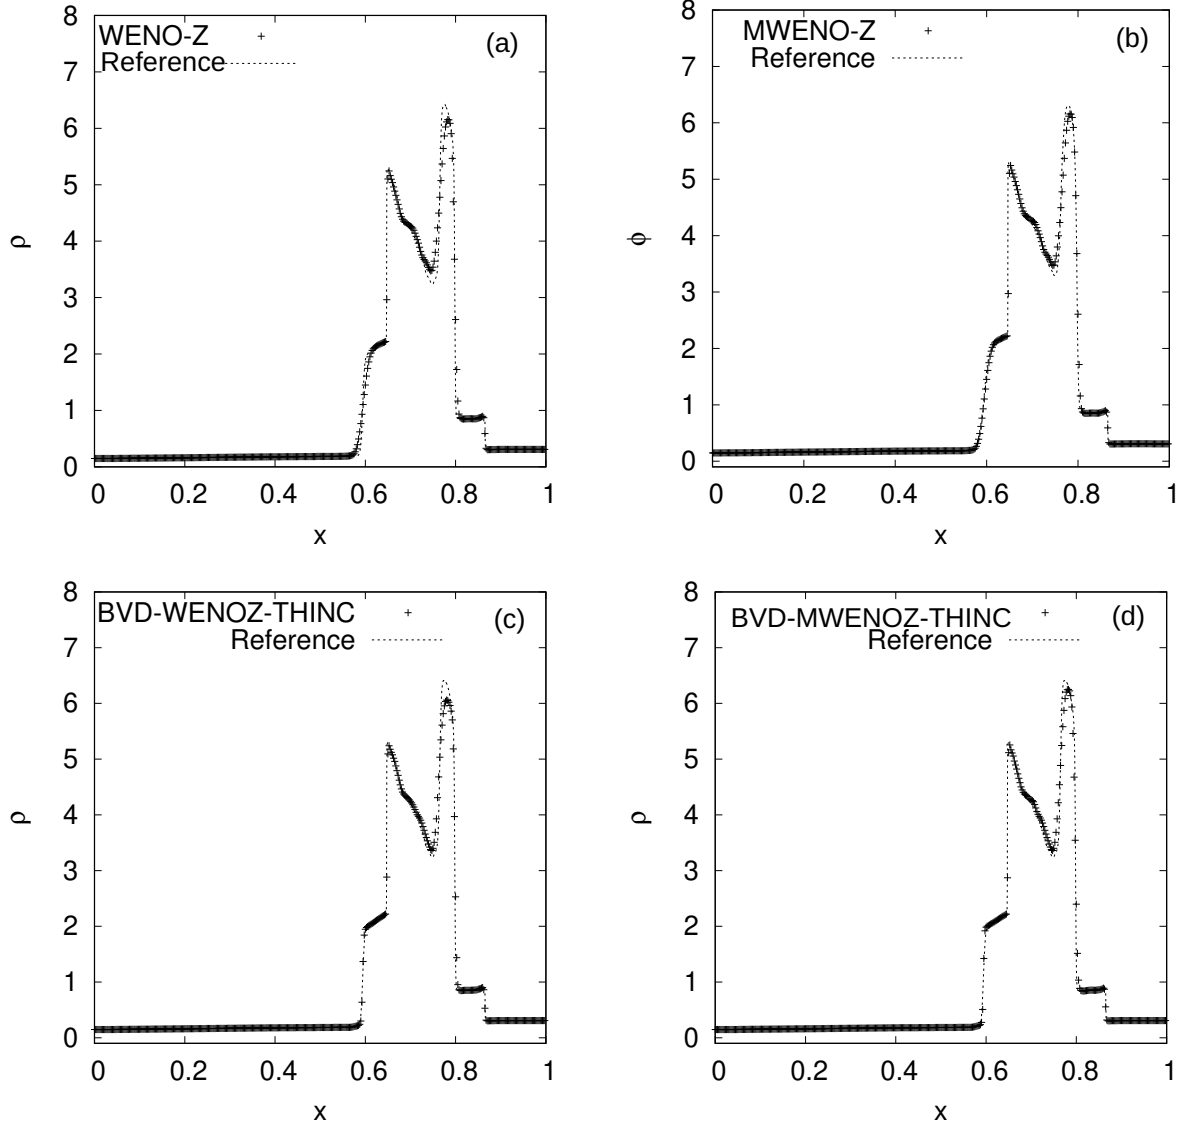 WENO-Z
(a)
Reference
8
7
6
5
4
3
2
1
0
ρ
0 0.2 0.4 0.6 0.8 1
x
MWENO-Z
(b)
Reference
8
7
6
5
4
3
2
1
0
ϕ
0 0.2 0.4 0.6 0.8 1
x
BVD-WENOZ-THINC
(c)
Reference
8
7
6
5
4
3
2
1
0
ρ
0 0.2 0.4 0.6 0.8 1
x
BVD-MWENOZ-THINC
(d)
Reference
8
7
6
5
4
3
2
1
0
ρ
0 0.2 0.4 0.6 0.8 1
x